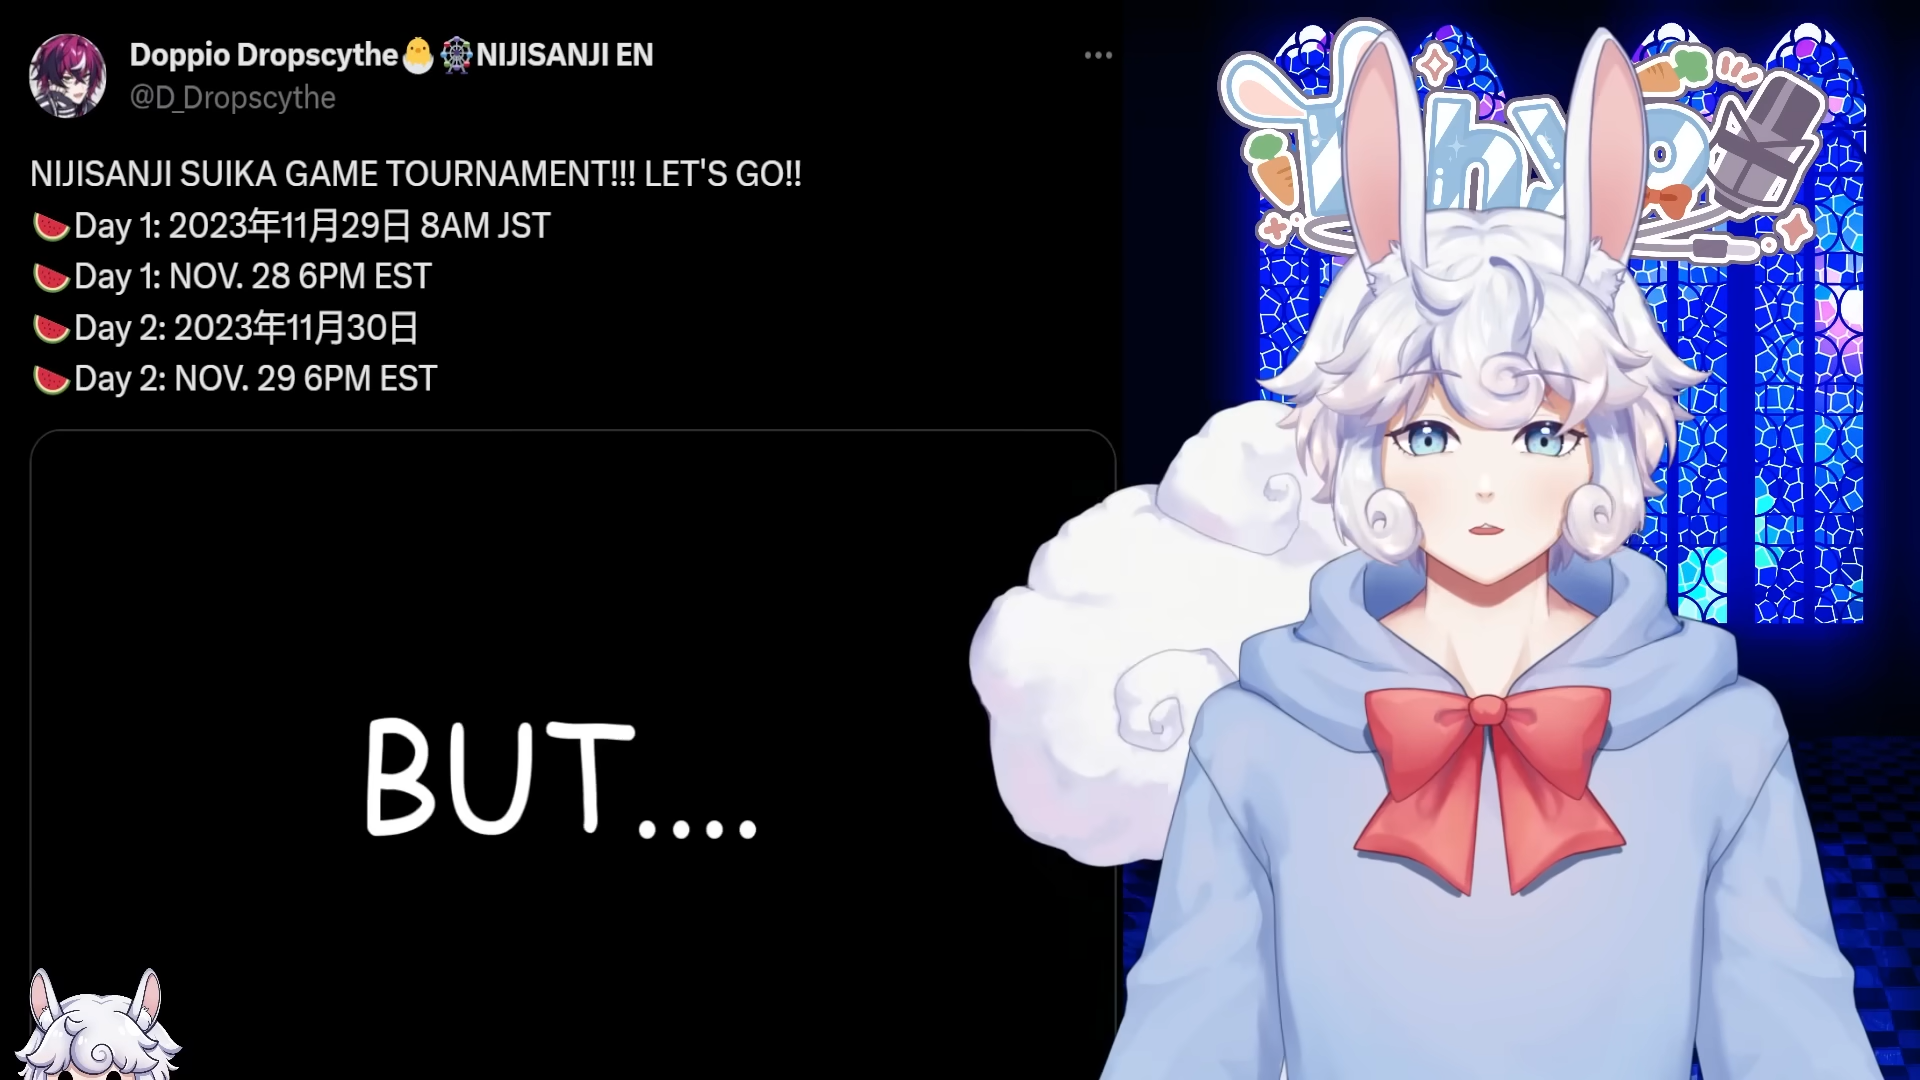 Doppio Dropscythe🐣🎡NIJISANJI EN
@D_Dropscythe
NIJISANJI SUIKA GAME TOURNAMENT!!! LET'S GO!!
🍉Day 1: 2023年11月29日 8AM JST
🍉Day 1: NOV. 28 6PM EST
🍉Day 2: 2023年11月30日
🍉Day 2: NOV. 29 6PM EST
BUT....